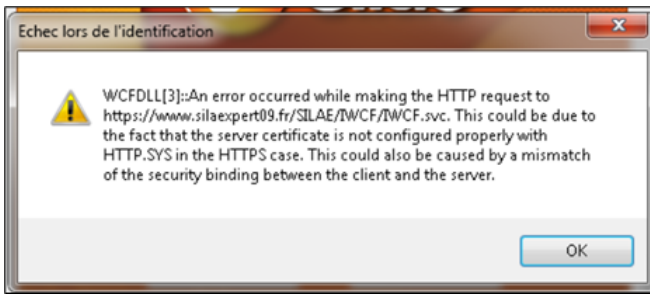 Echec lors de l'identification
WCFDLL[3]::An error occurred while making the HTTP request to
https://www.silaexpert09.fr/SILAE/IWCF/IWCF.svc. This could be due to
the fact that the server certificate is not configured properly with
HTTP.SYS in the HTTPS case. This could also be caused by a mismatch
of the security binding between the client and the server.
OK